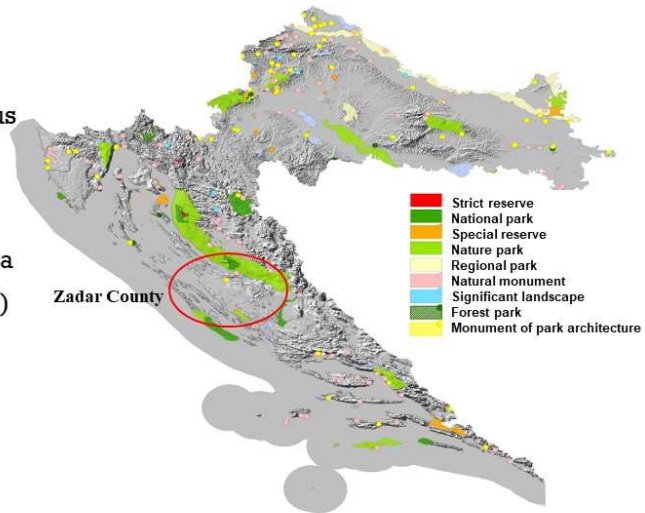 us
a
)
Zadar County
Strict reserve
National park
Special reserve
Nature park
Regional park
Natural monument
Significant landscape
Forest park
Monument of park architecture